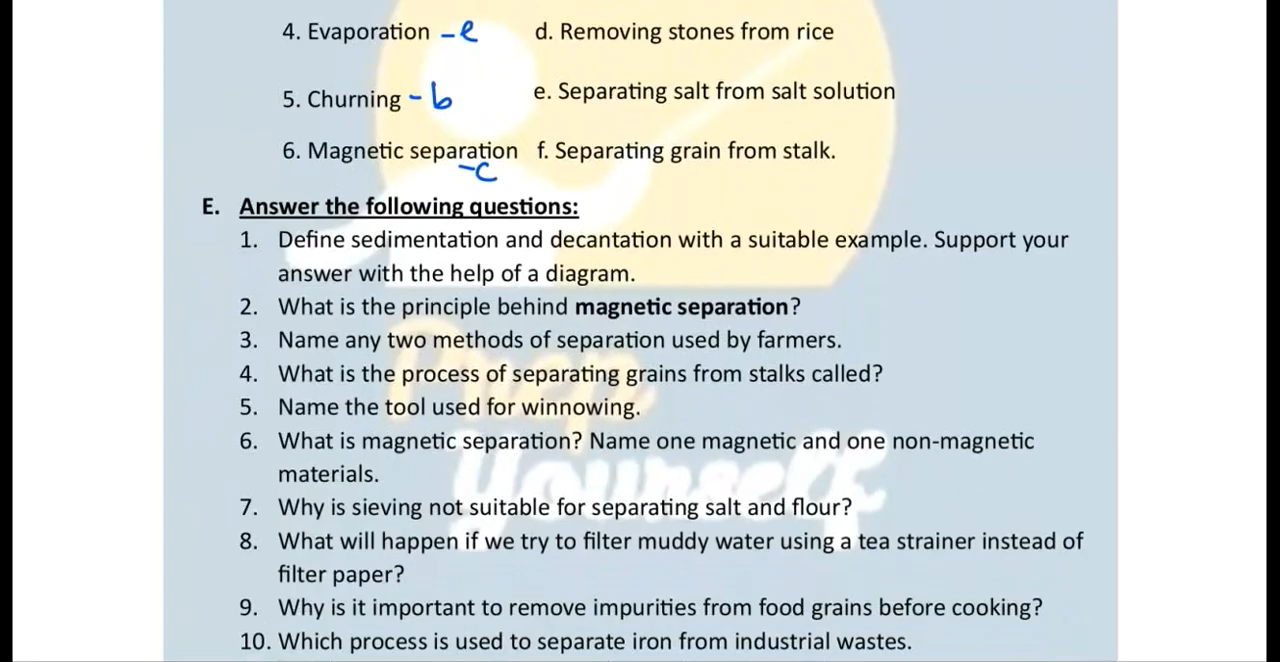 4. Evaporation – e d. Removing stones from rice
5. Churning – b e. Separating salt from salt solution
6. Magnetic separation f. Separating grain from stalk.
– c
E. Answer the following questions:
1. Define sedimentation and decantation with a suitable example. Support your
answer with the help of a diagram.
2. What is the principle behind magnetic separation?
3. Name any two methods of separation used by farmers.
4. What is the process of separating grains from stalks called?
5. Name the tool used for winnowing.
6. What is magnetic separation? Name one magnetic and one non-magnetic
materials.
7. Why is sieving not suitable for separating salt and flour?
8. What will happen if we try to filter muddy water using a tea strainer instead of
filter paper?
9. Why is it important to remove impurities from food grains before cooking?
10. Which process is used to separate iron from industrial wastes.
Prep
Yourself